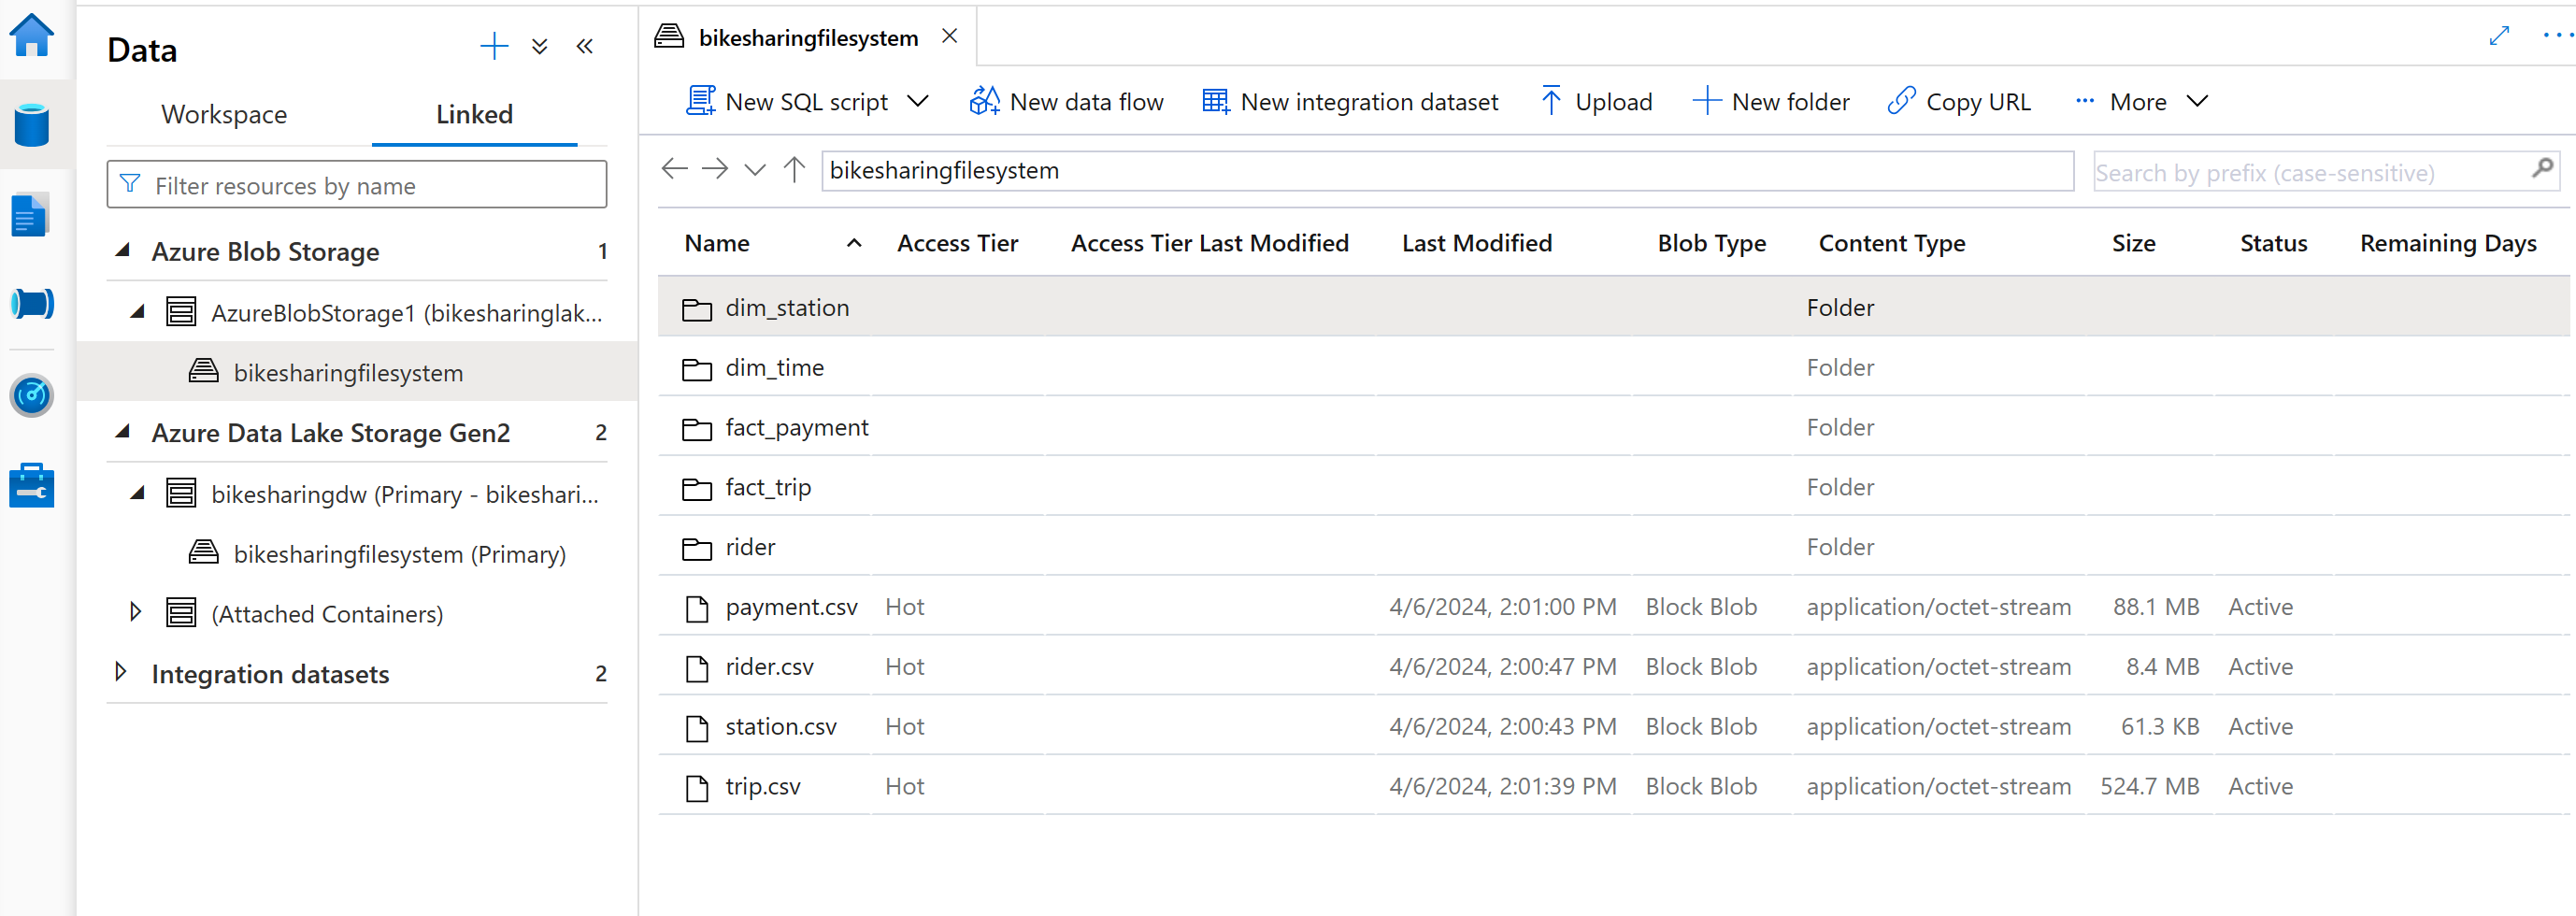 Data
Workspace
Linked
Filter resources by name
Azure Blob Storage 1
AzureBlobStorage1 (bikesharinglak...
bikesharingfilesystem
Azure Data Lake Storage Gen2 2
bikesharingdw (Primary - bikeshari...
bikesharingfilesystem (Primary)
(Attached Containers)
Integration datasets 2
bikesharingfilesystem
New SQL script New data flow New integration dataset Upload New folder Copy URL More
bikesharingfilesystem Search by prefix (case-sensitive)
Name Access Tier Access Tier Last Modified Last Modified Blob Type Content Type Size Status Remaining Days
dim_station Folder
dim_time Folder
fact_payment Folder
fact_trip Folder
rider Folder
payment.csv Hot 4/6/2024, 2:01:00 PM Block Blob application/octet-stream 88.1 MB Active
rider.csv Hot 4/6/2024, 2:00:47 PM Block Blob application/octet-stream 8.4 MB Active
station.csv Hot 4/6/2024, 2:00:43 PM Block Blob application/octet-stream 61.3 KB Active
trip.csv Hot 4/6/2024, 2:01:39 PM Block Blob application/octet-stream 524.7 MB Active